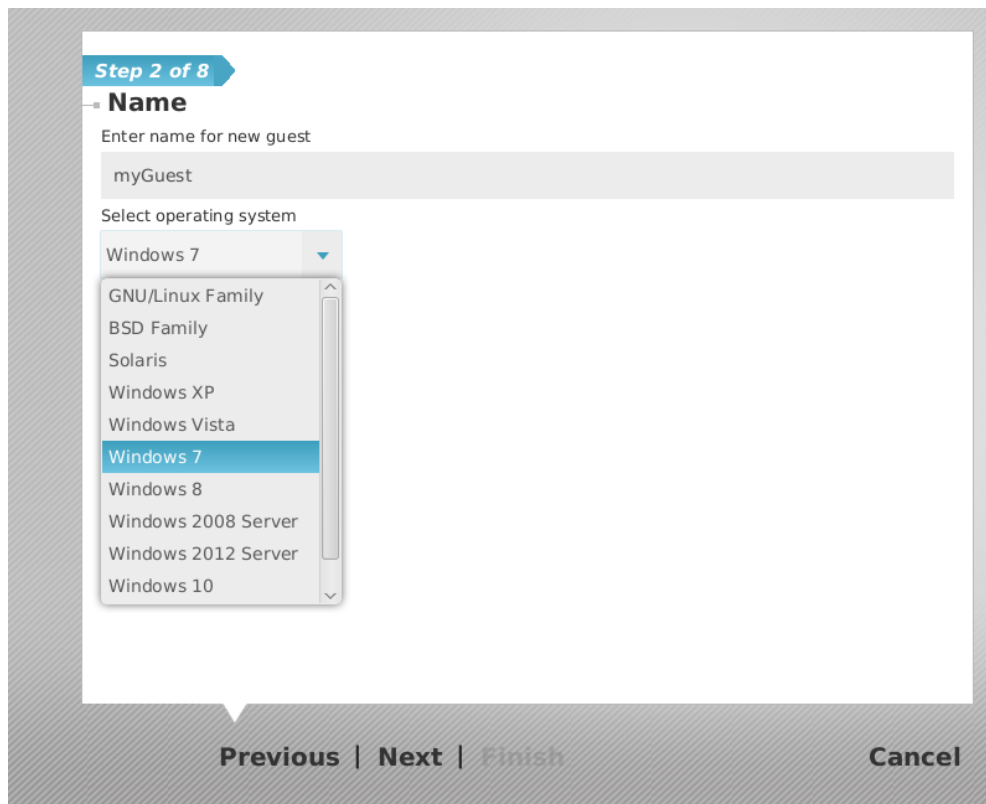 Step 2 of 8
Name
Enter name for new guest
myGuest
Select operating system
Windows 7
GNU/Linux Family
BSD Family
Solaris
Windows XP
Windows Vista
Windows 7
Windows 8
Windows 2008 Server
Windows 2012 Server
Windows 10
Previous | Next | Finish Cancel